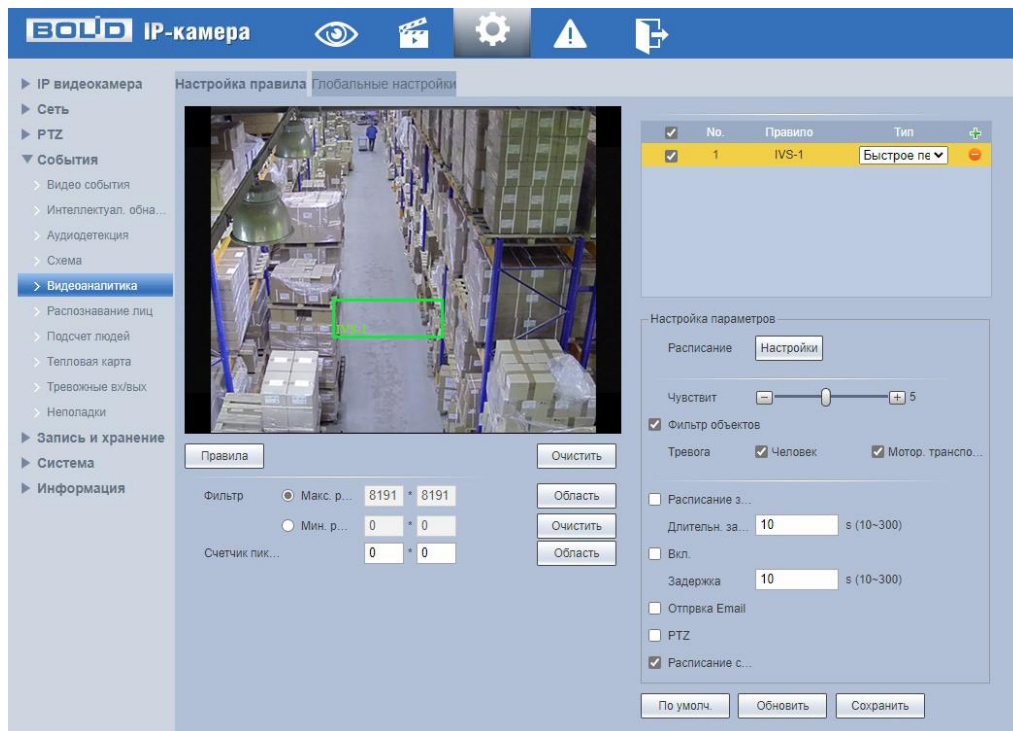 BOLID IP-камера
IP видеокамера
Сеть
PTZ
События
Видео события
Интеллектуал. обна...
Аудиодетекция
Схема
Видеоаналитика
Распознавание лиц
Подсчет людей
Тепловая карта
Тревожные вх/вых
Неполадки
Запись и хранение
Система
Информация
Настройка правила Глобальные настройки
IVS-1
Правила Очистить
Фильтр Макс. р... 8191 * 8191 Область
Мин. р... 0 * 0 Очистить
Счетчик пик... 0 * 0 Область
No. Правило Тип
1 IVS-1 Быстрое пе
Настройка параметров
Расписание Настройки
Чувствит 5
Фильтр объектов
Тревога Человек Мотор. транспо...
Расписание з...
Длительн. за... 10 s (10~300)
Вкл.
Задержка 10 s (10~300)
Отпрвка Email
PTZ
Расписание с...
По умолч. Обновить Сохранить